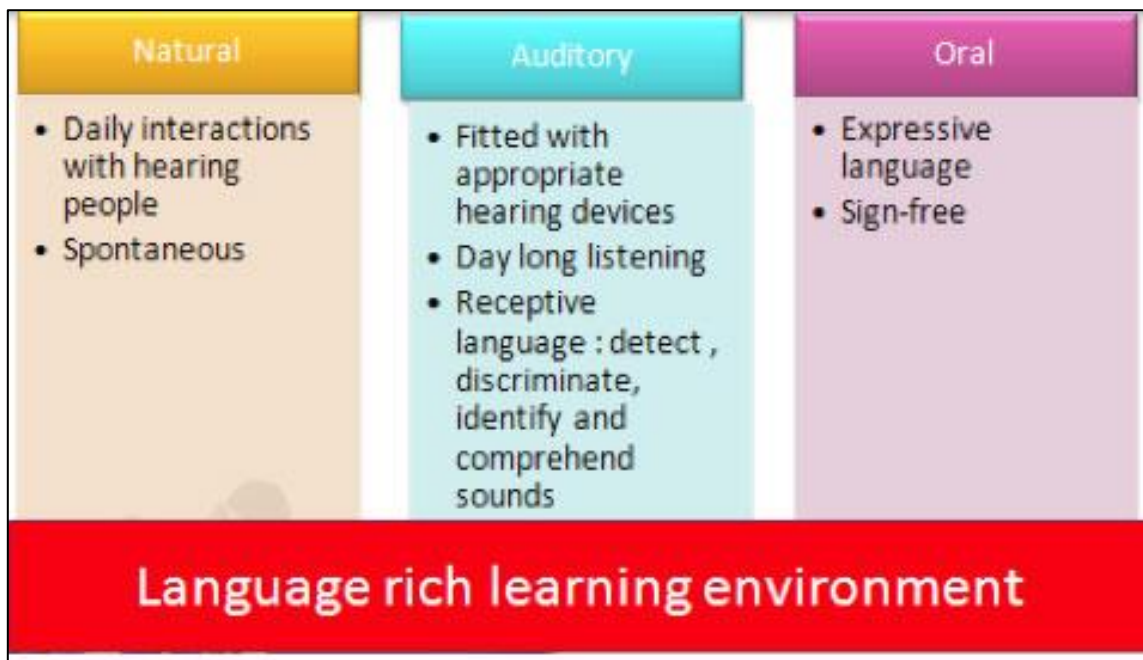 Natural
• Daily interactions
with hearing
people
• Spontaneous
Auditory
• Fitted with
appropriate
hearing devices
• Day long listening
• Receptive
language : detect ,
discriminate,
identify and
comprehend
sounds
Oral
• Expressive
language
• Sign-free
Language rich learning environment